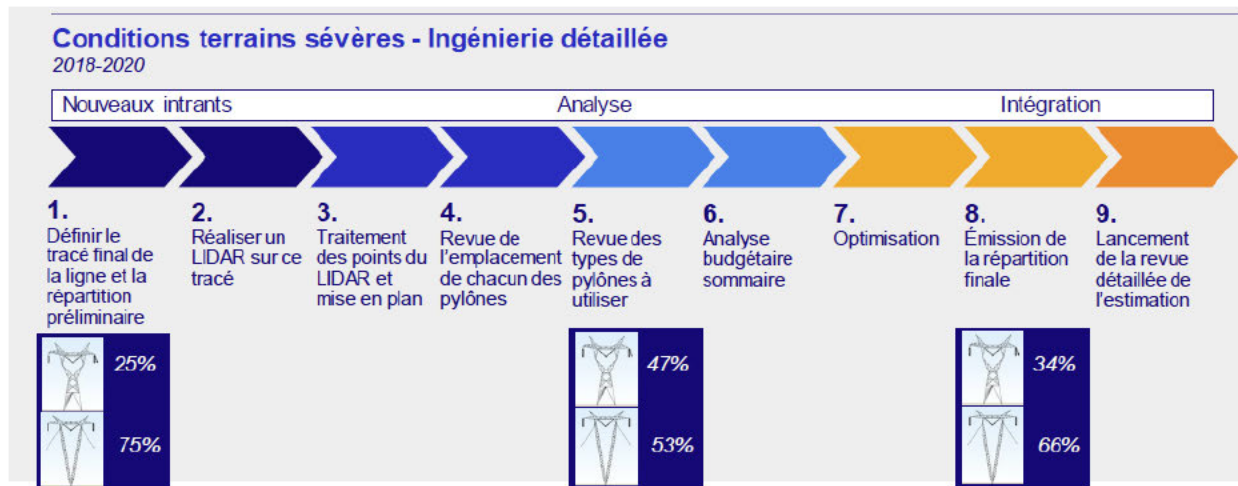 Conditions terrains sévères - Ingénierie détaillée
2018-2020
Nouveaux intrants
Analyse
Intégration
1.
Définir le
tracé final de
la ligne et la
répartition
préliminaire
2.
Réaliser un
LIDAR sur ce
tracé
3.
Traitement
des points du
LIDAR et
mise en plan
4.
Revue de
l'emplacement
de chacun des
pylônes
5.
Revue des
types de
pylônes à
utiliser
6.
Analyse
budgétaire
sommaire
7.
Optimisation
8.
Émission de
la répartition
finale
9.
Lancement
de la revue
détaillée de
l'estimation
25%
75%
47%
53%
34%
66%